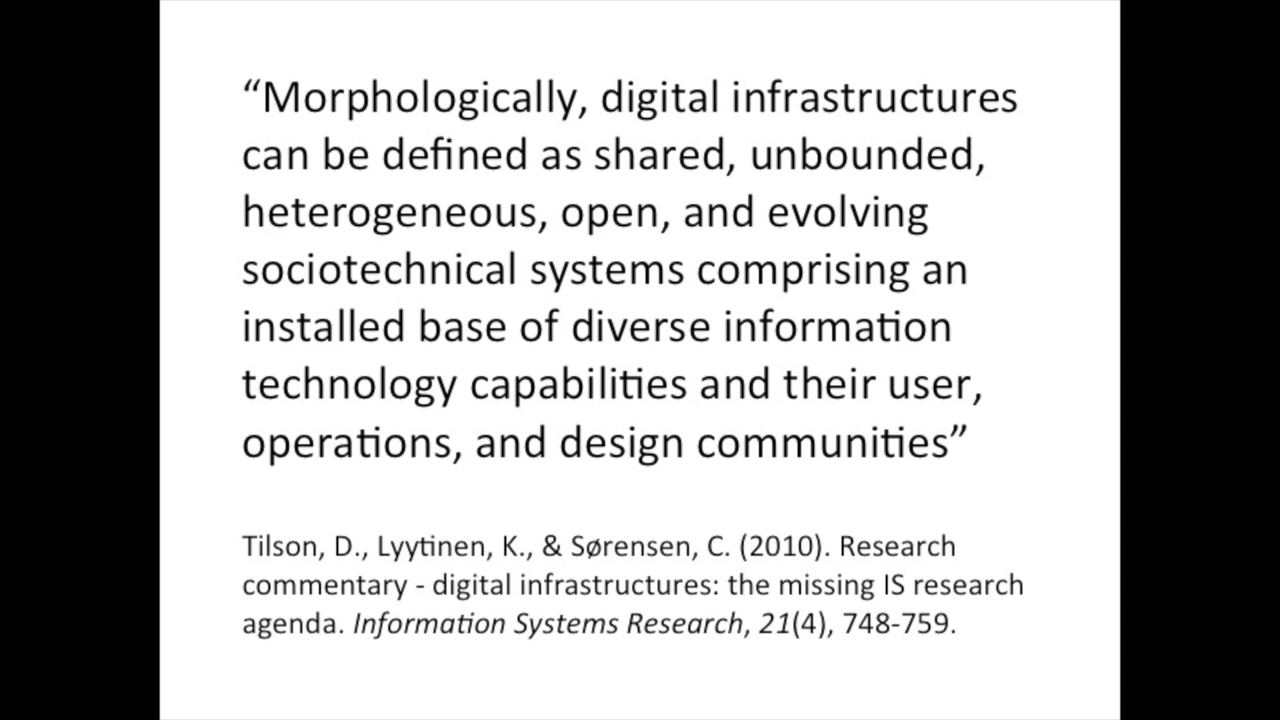 “Morphologically, digital infrastructures
can be defined as shared, unbounded,
heterogeneous, open, and evolving
sociotechnical systems comprising an
installed base of diverse information
technology capabilities and their user,
operations, and design communities”
Tilson, D., Lyytinen, K., & Sørensen, C. (2010). Research
commentary - digital infrastructures: the missing IS research
agenda. Information Systems Research, 21(4), 748-759.